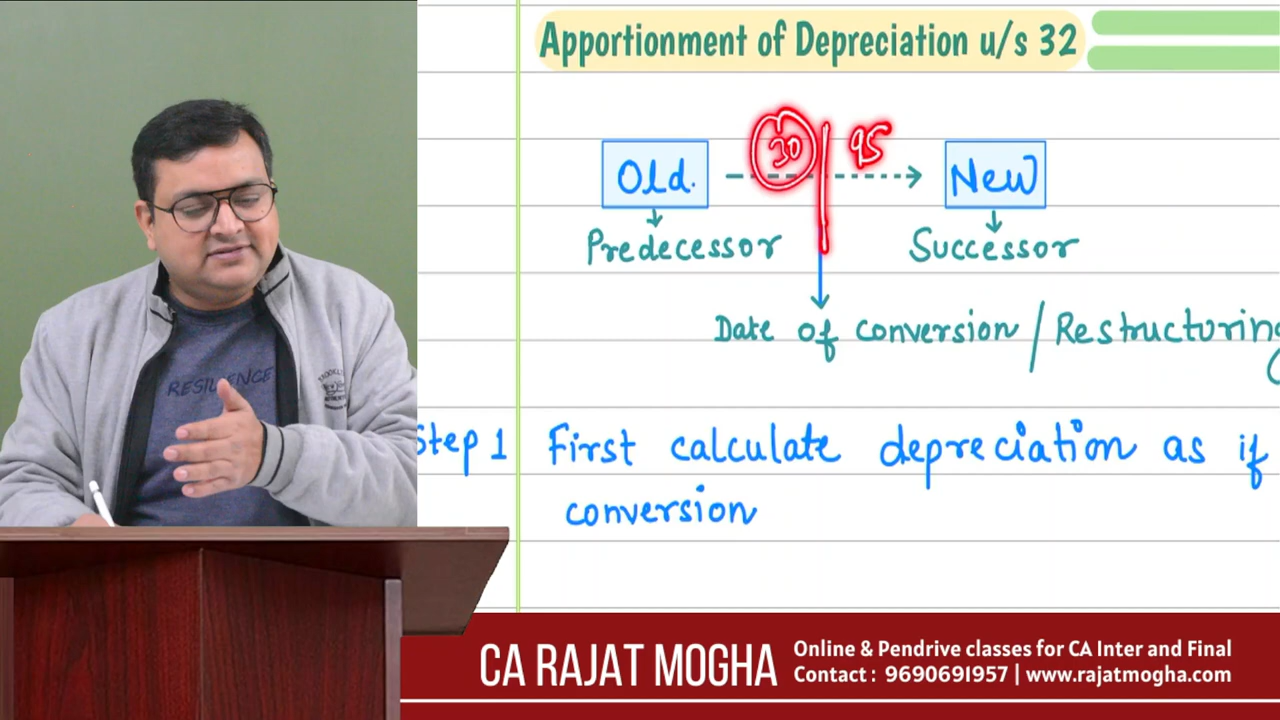 Apportionment of Depreciation u/s 32
30 95
Old. New
Predecessor Successor
Date of conversion / Restructuring
Step 1 First calculate depreciation as if
conversion
RESILIENCE
CA RAJAT MOGHA
Online & Pendrive classes for CA Inter and Final
Contact : 9690691957 | www.rajatmogha.com